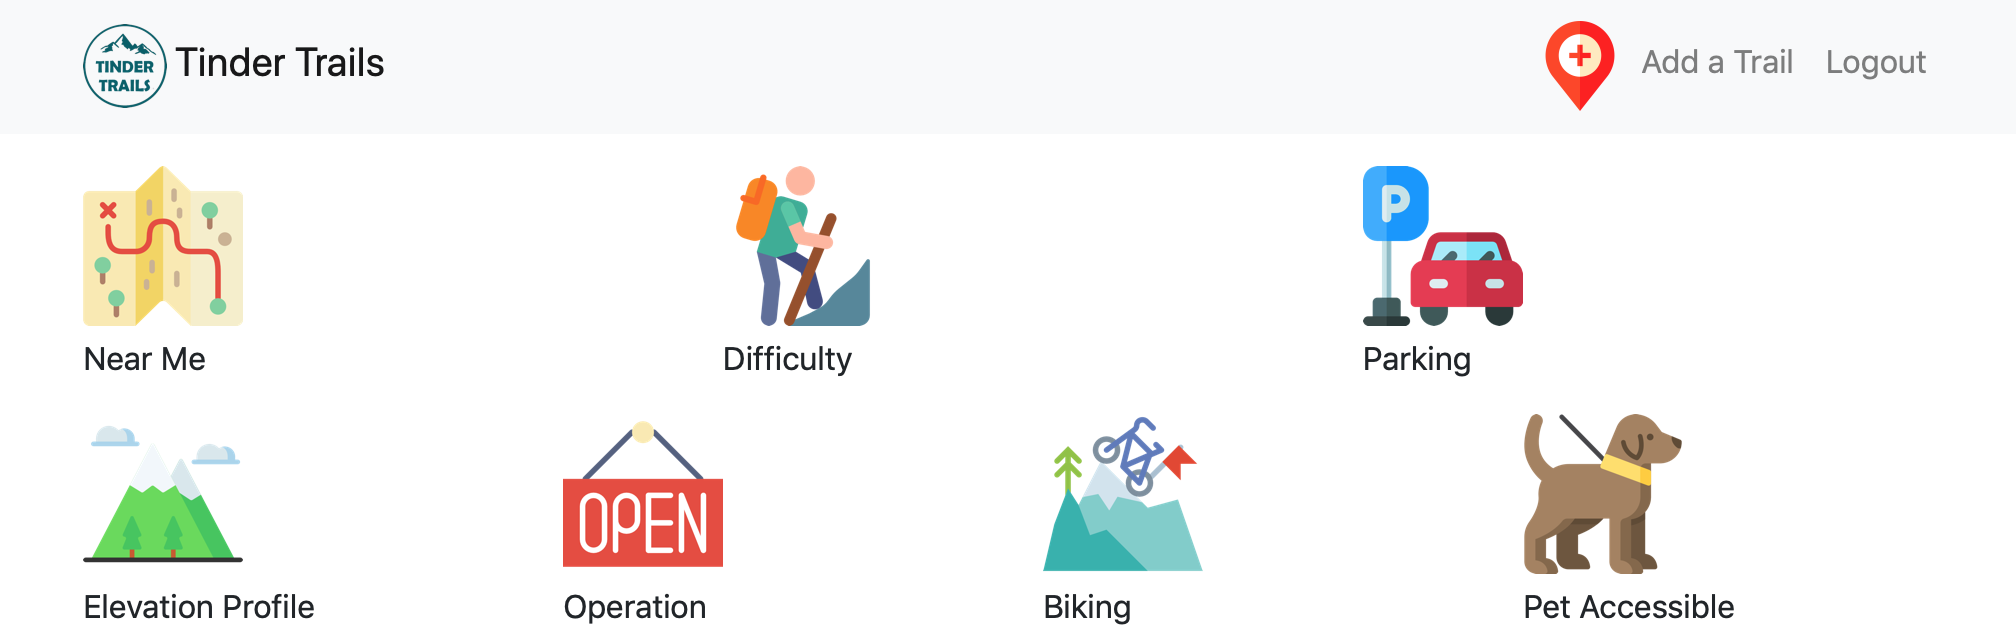 TINDER
TRAILS
Tinder Trails
Add a Trail
Logout
P
Near Me
Difficulty
Parking
OPEN
Elevation Profile
Operation
Biking
Pet Accessible